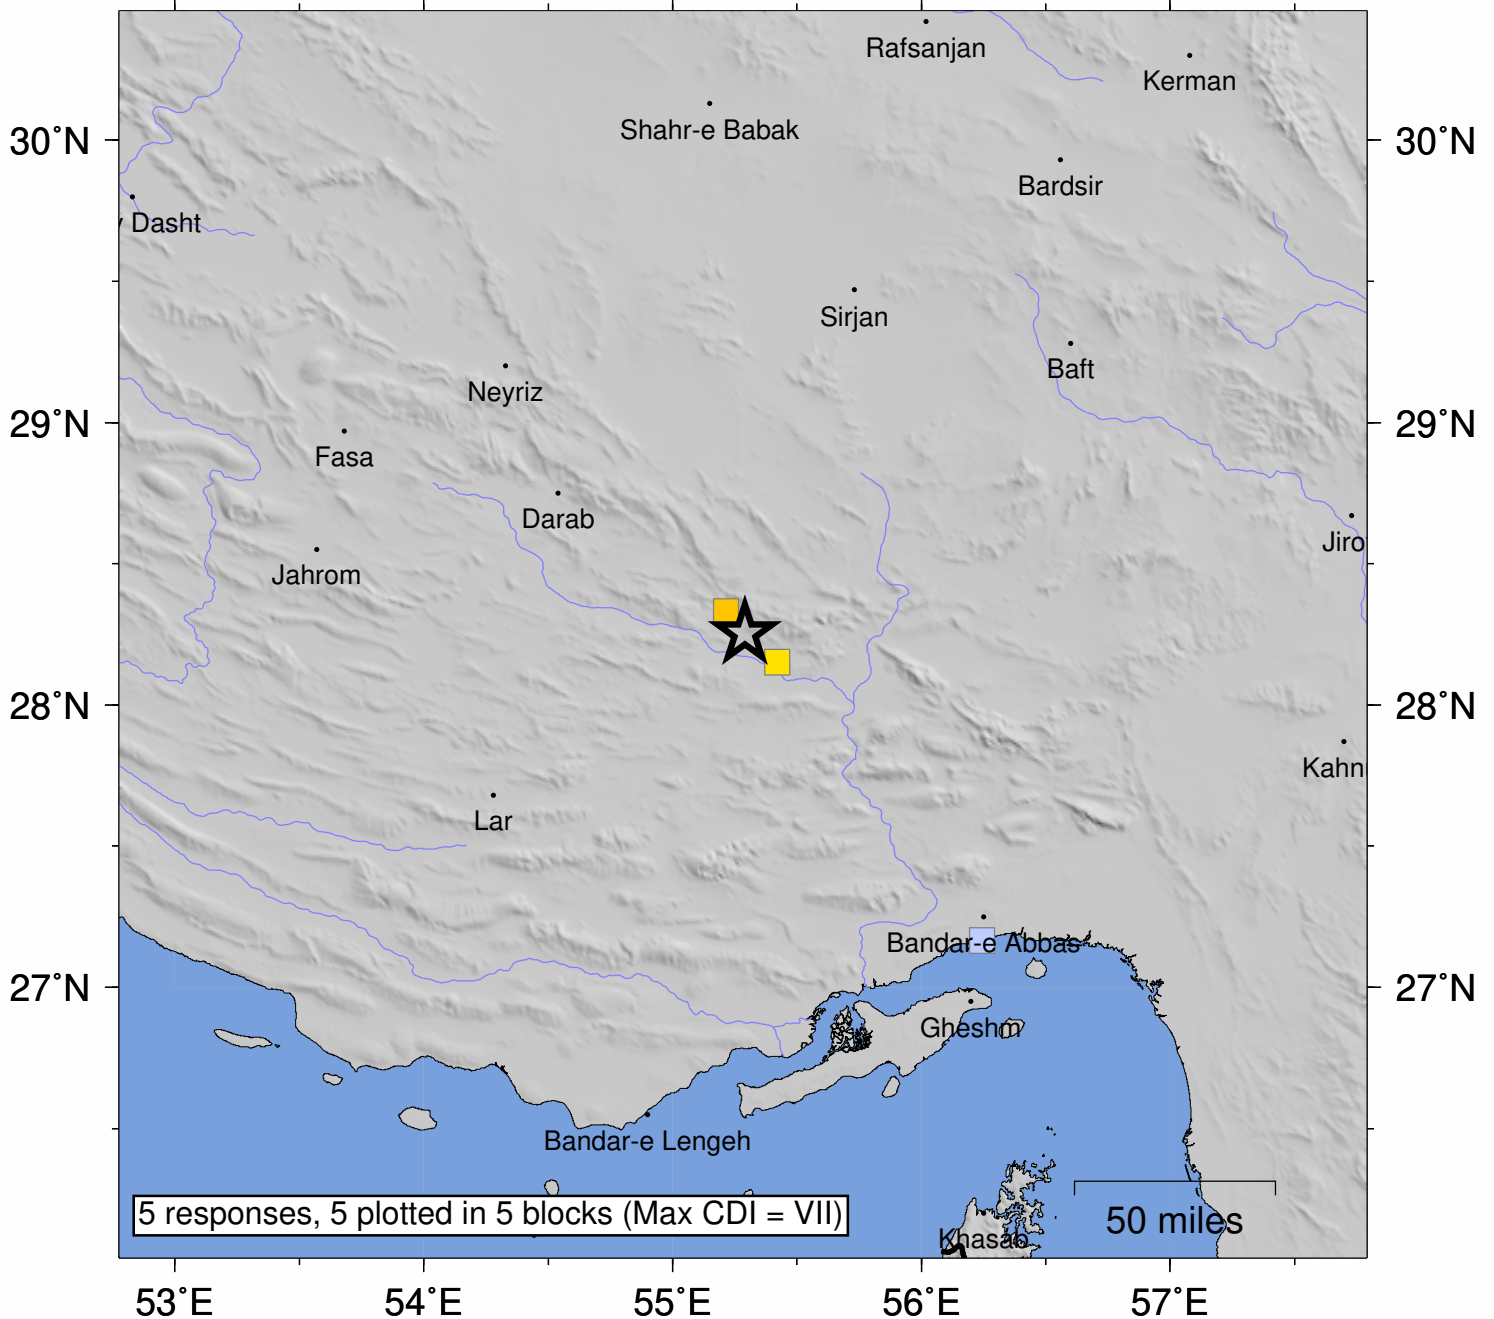 Rafsanjan
Kerman
Shahr-e Babak
30˚N
30˚N
Bardsir
Dasht
Sirjan
Baft
Neyriz
29˚N
29˚N
Fasa
Darab
Jiro
Jahrom
28˚N
28˚N
Kahn
Lar
Bandar-e Abbas
27˚N
27˚N
Gheshm
Bandar-e Lengeh
5 responses, 5 plotted in 5 blocks (Max CDI = VII)
50 miles
Khasab
53˚E
54˚E
55˚E
56˚E
57˚E